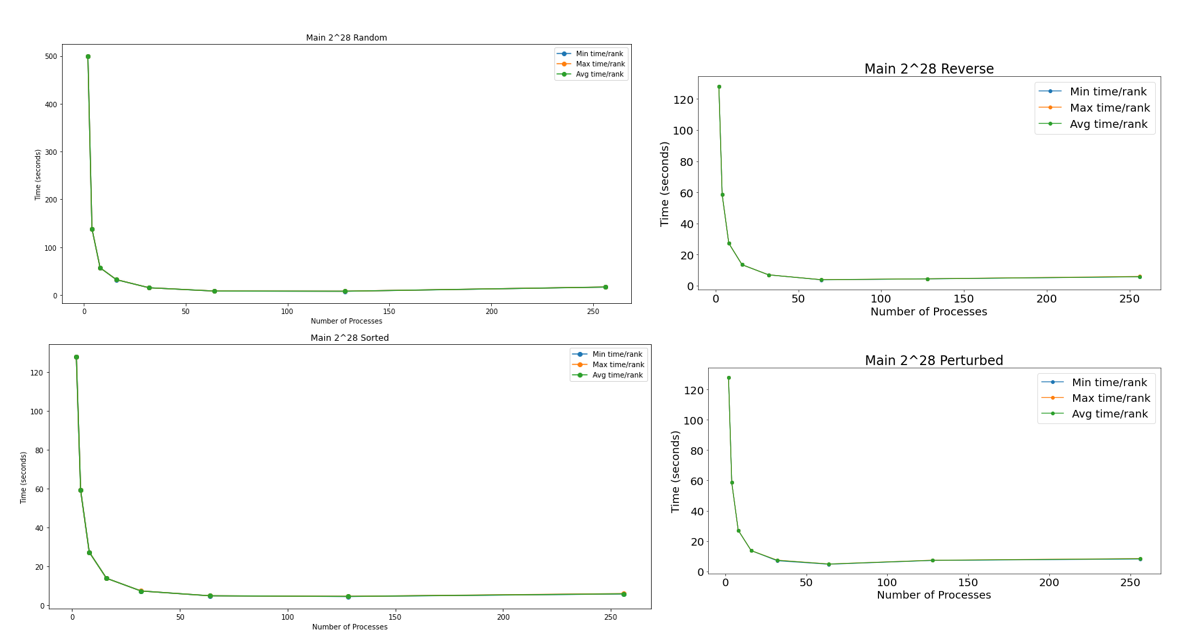 Main 2^28 Random
Min time/rank
Max time/rank
Avg time/rank
500
400
300
200
100
0
Time (seconds)
0 50 100 150 200 250
Number of Processes
Main 2^28 Reverse
Min time/rank
Max time/rank
Avg time/rank
120
100
80
60
40
20
0
Time (seconds)
0 50 100 150 200 250
Number of Processes
Main 2^28 Sorted
Min time/rank
Max time/rank
Avg time/rank
120
100
80
60
40
20
0
Time (seconds)
0 50 100 150 200 250
Number of Processes
Main 2^28 Perturbed
Min time/rank
Max time/rank
Avg time/rank
120
100
80
60
40
20
0
Time (seconds)
0 50 100 150 200 250
Number of Processes